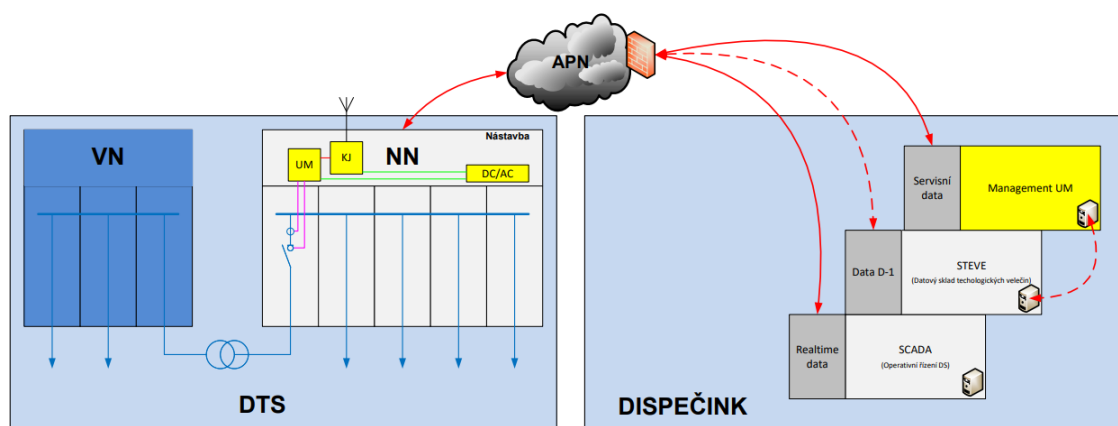 APN
Nástavba
VN
NN
UM
KJ
DC/AC
DTS
Servisní
data
Management UM
Data D-1
STEVE
(Datový sklad techologických velečin)
Realtime
data
SCADA
(Operativní řízení DS)
DISPEČINK